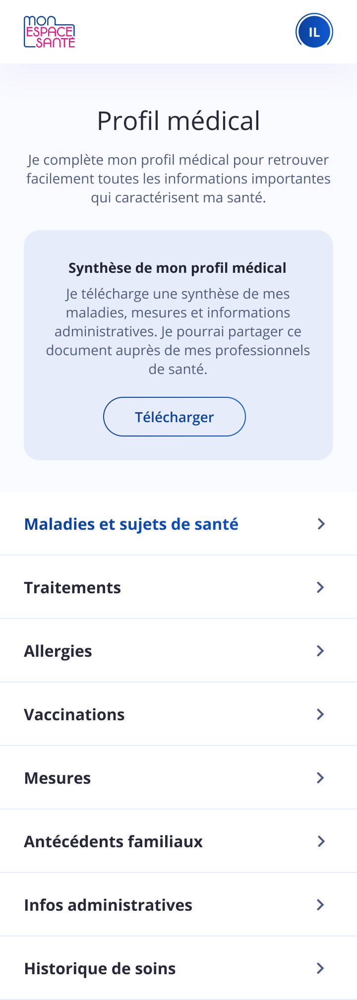 mon
ESPACE
SANTÉ
IL
Profil médical
Je complète mon profil médical pour retrouver
facilement toutes les informations importantes
qui caractérisent ma santé.
Synthèse de mon profil médical
Je télécharge une synthèse de mes
maladies, mesures et informations
administratives. Je pourrai partager ce
document auprès de mes professionnels
de santé.
Télécharger
Maladies et sujets de santé
Traitements
Allergies
Vaccinations
Mesures
Antécédents familiaux
Infos administratives
Historique de soins